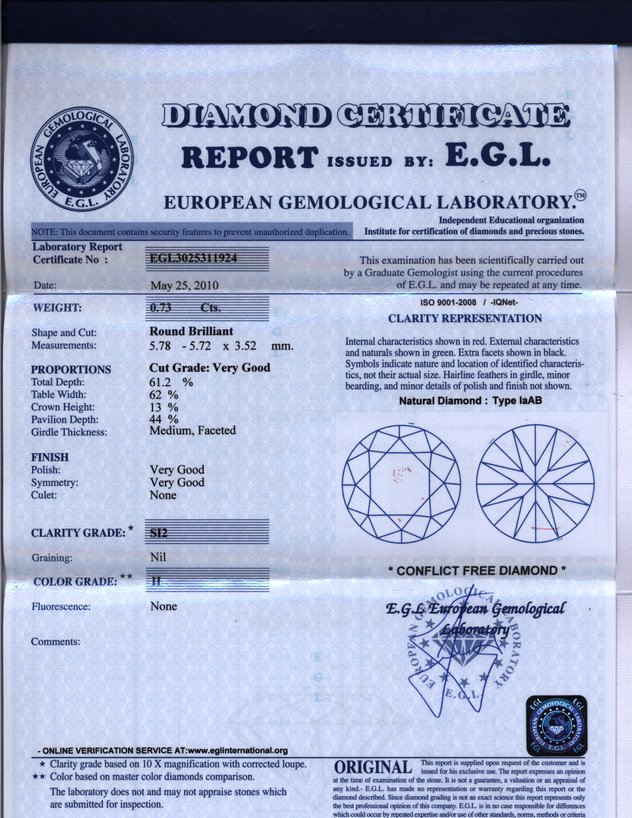 DIAMOND CERTIFICATE
REPORT ISSUED BY: E.G.L.
EUROPEAN GEMOLOGICAL LABORATORY.™
EUROPEAN GEMOLOGICAL LABORATORY
E.G.L.
Independent Educational organization
NOTE: This document contains security features to prevent unauthorized duplication.
Institute for certification of diamonds and precious stones.
Laboratory Report
Certificate No : EGL3025311924
Date: May 25, 2010
WEIGHT: 0.73 Cts.
Shape and Cut: Round Brilliant
Measurements: 5.78 - 5.72 x 3.52 mm.
PROPORTIONS Cut Grade: Very Good
Total Depth: 61.2 %
Table Width: 62 %
Crown Height: 13 %
Pavilion Depth: 44 %
Girdle Thickness: Medium, Faceted
FINISH
Polish: Very Good
Symmetry: Very Good
Culet: None
CLARITY GRADE: * SI2
Graining: Nil
COLOR GRADE: ** H
Fluorescence: None
Comments:
This examination has been scientifically carried out
by a Graduate Gemologist using the current procedures
of E.G.L. and may be repeated at any time.
ISO 9001-2008 / -IQNet-
CLARITY REPRESENTATION
Internal characteristics shown in red. External characteristics
and naturals shown in green. Extra facets shown in black.
Symbols indicate nature and location of identified characteris-
tics, not their actual size. Hairline feathers in girdle, minor
bearding, and minor details of polish and finish not shown.
Natural Diamond : Type IaAB
* CONFLICT FREE DIAMOND *
E.G.L European Gemological
Laboratory
EUROPEAN GEMOLOGICAL LABORATORY
E.G.L.
EGL EGL
EGL EGL
- ONLINE VERIFICATION SERVICE AT:www.eglinternational.org
* Clarity grade based on 10 X magnification with corrected loupe.
** Color based on master color diamonds comparison.
The laboratory does not and may not appraise stones which
are submitted for inspection.
ORIGINAL This report is supplied upon request of the customer and is
issued for his exclusive use. The report expresses an opinion
at the time of examination of the stone. It is not a guarantee, a valuation or an appraisal of
any kind.- E.G.L. has made no representation or warranty regarding this report or the
diamond described. Since diamond grading is not an exact science this report represents only
the best professional opinion of this company. E.G.L. is in no case responsible for differences
which could occur by repeated expertise and/or use of other standards, norms, methods or criteria